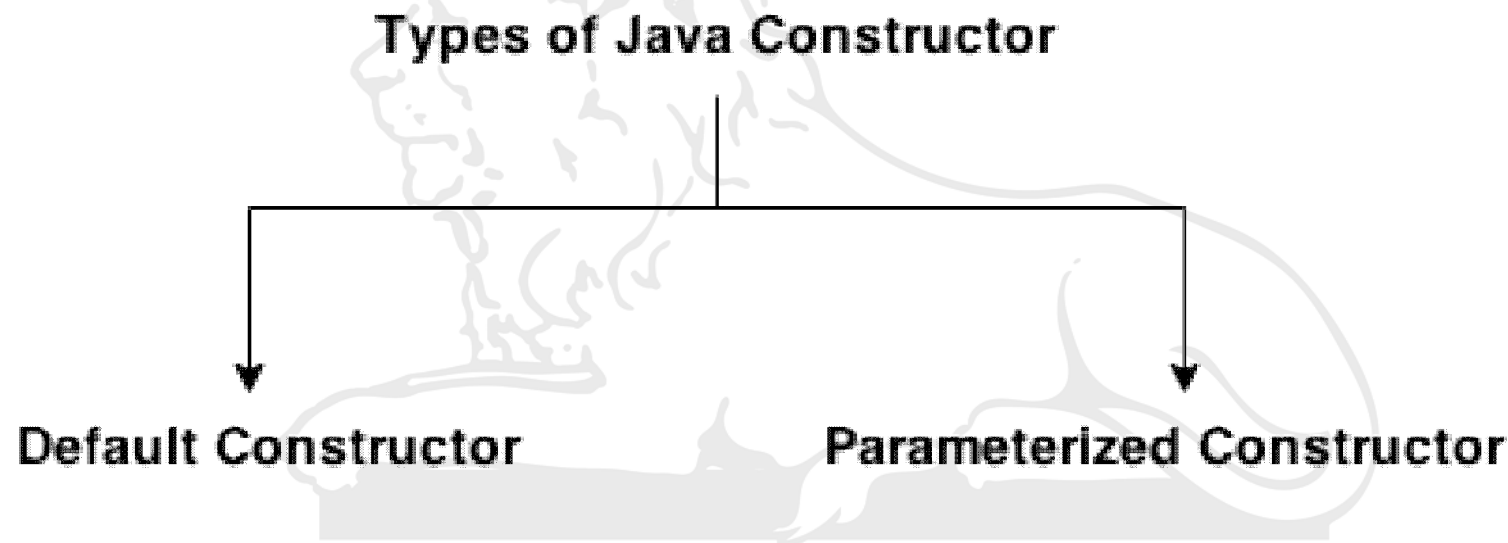 Types of Java Constructor
Default Constructor
Parameterized Constructor